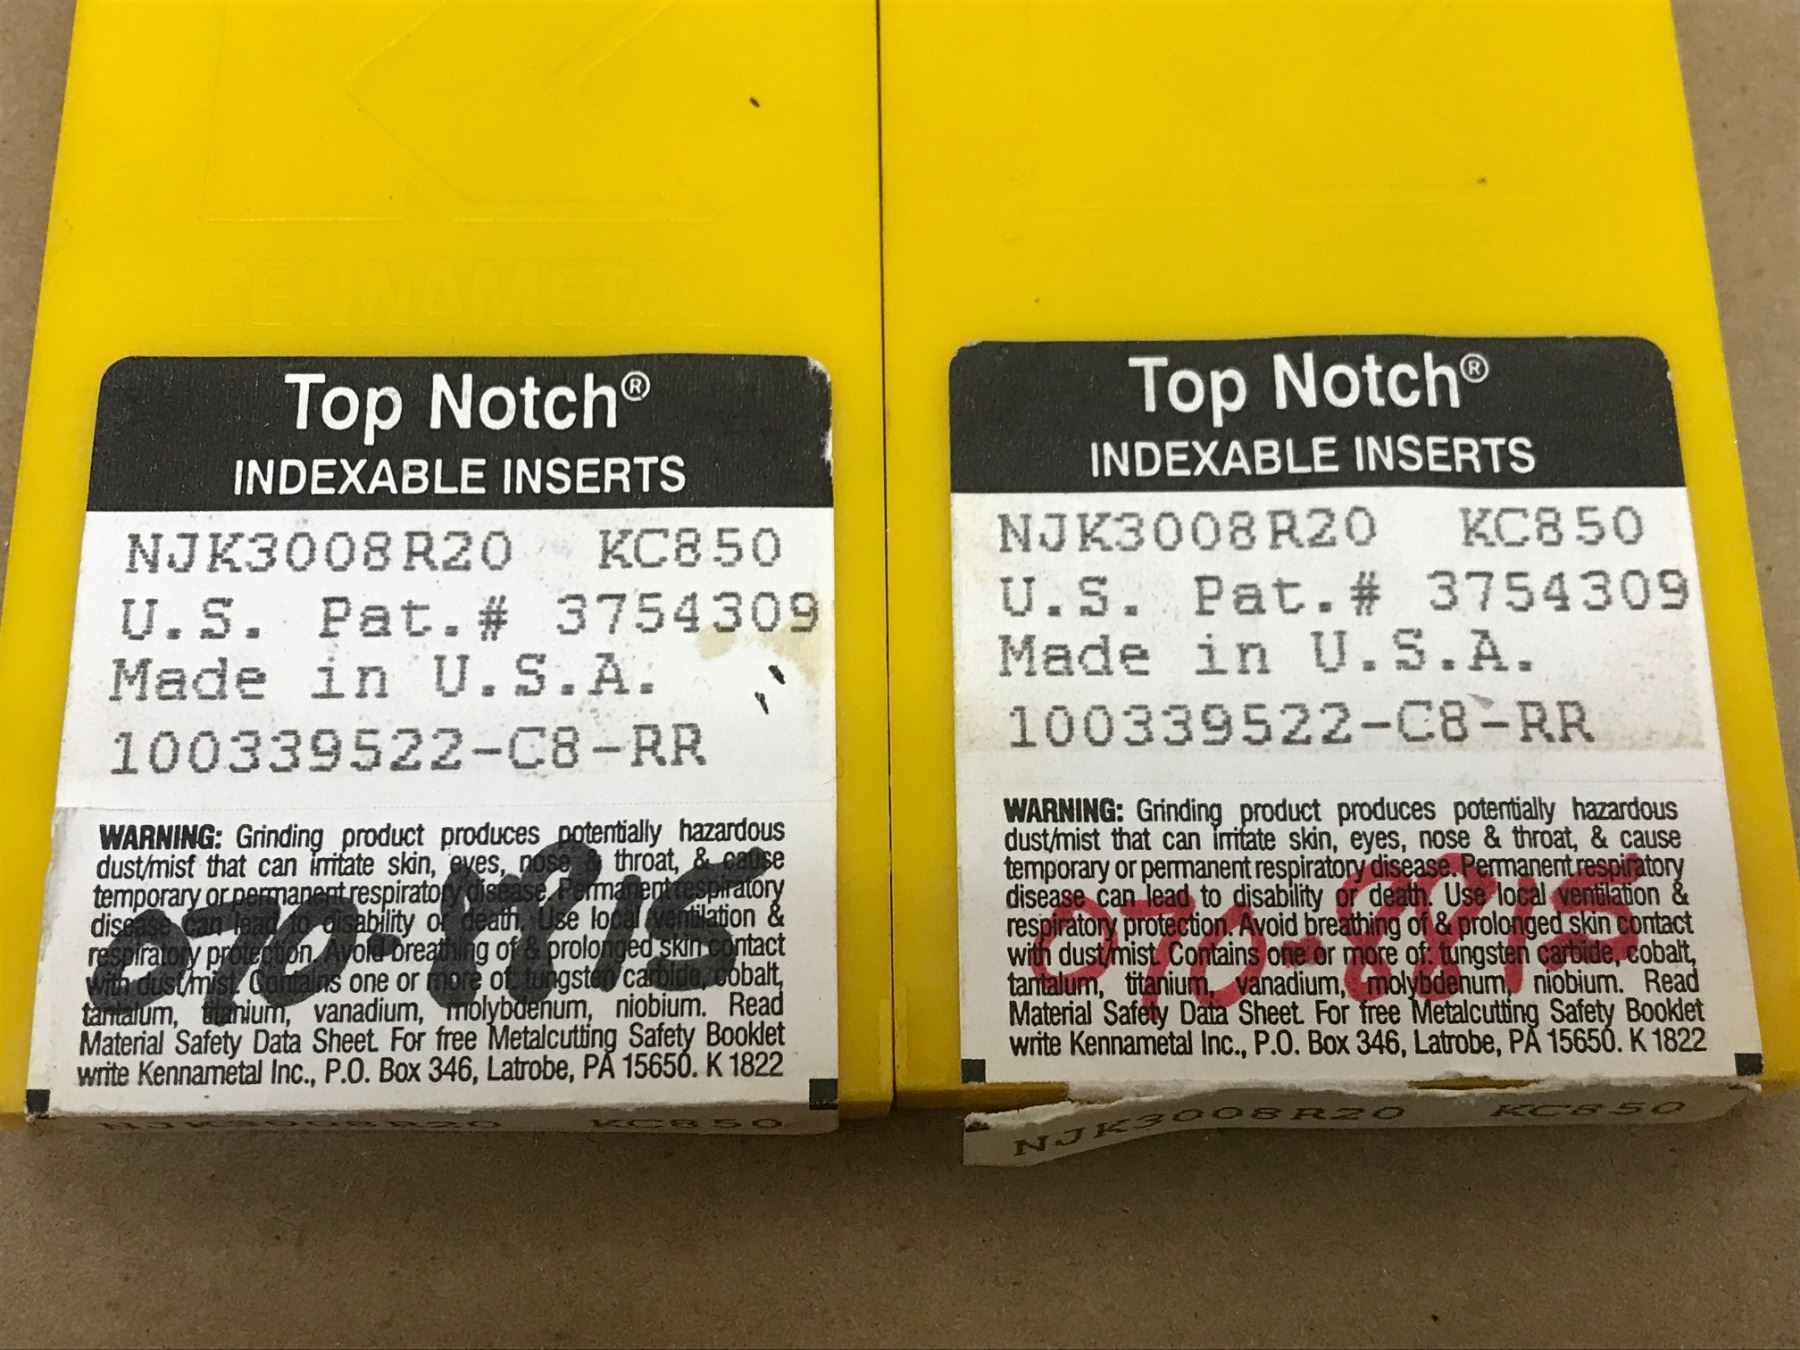 KENNAMETAL
Top Notch®
INDEXABLE INSERTS
NJK3008R20 KC850
U.S. Pat.# 3754309
Made in U.S.A.
100339522-C8-RR
WARNING: Grinding product produces potentially hazardous
dust/mist that can irritate skin, eyes, nose & throat, & cause
temporary or permanent respiratory disease. Permanent respiratory
disease can lead to disability or death. Use local ventilation &
respiratory protection. Avoid breathing of & prolonged skin contact
with dust/mist. Contains one or more of: tungsten carbide, cobalt,
tantalum, titanium, vanadium, molybdenum, niobium. Read
Material Safety Data Sheet. For free Metalcutting Safety Booklet
write Kennametal Inc., P.O. Box 346, Latrobe, PA 15650. K 1822
070-8815
NJK3008R20 KC850
Top Notch®
INDEXABLE INSERTS
NJK3008R20 KC850
U.S. Pat.# 3754309
Made in U.S.A.
100339522-C8-RR
WARNING: Grinding product produces potentially hazardous
dust/mist that can irritate skin, eyes, nose & throat, & cause
temporary or permanent respiratory disease. Permanent respiratory
disease can lead to disability or death. Use local ventilation &
respiratory protection. Avoid breathing of & prolonged skin contact
with dust/mist. Contains one or more of: tungsten carbide, cobalt,
tantalum, titanium, vanadium, molybdenum, niobium. Read
Material Safety Data Sheet. For free Metalcutting Safety Booklet
write Kennametal Inc., P.O. Box 346, Latrobe, PA 15650. K 1822
070-8815
NJK3008R20 KC850